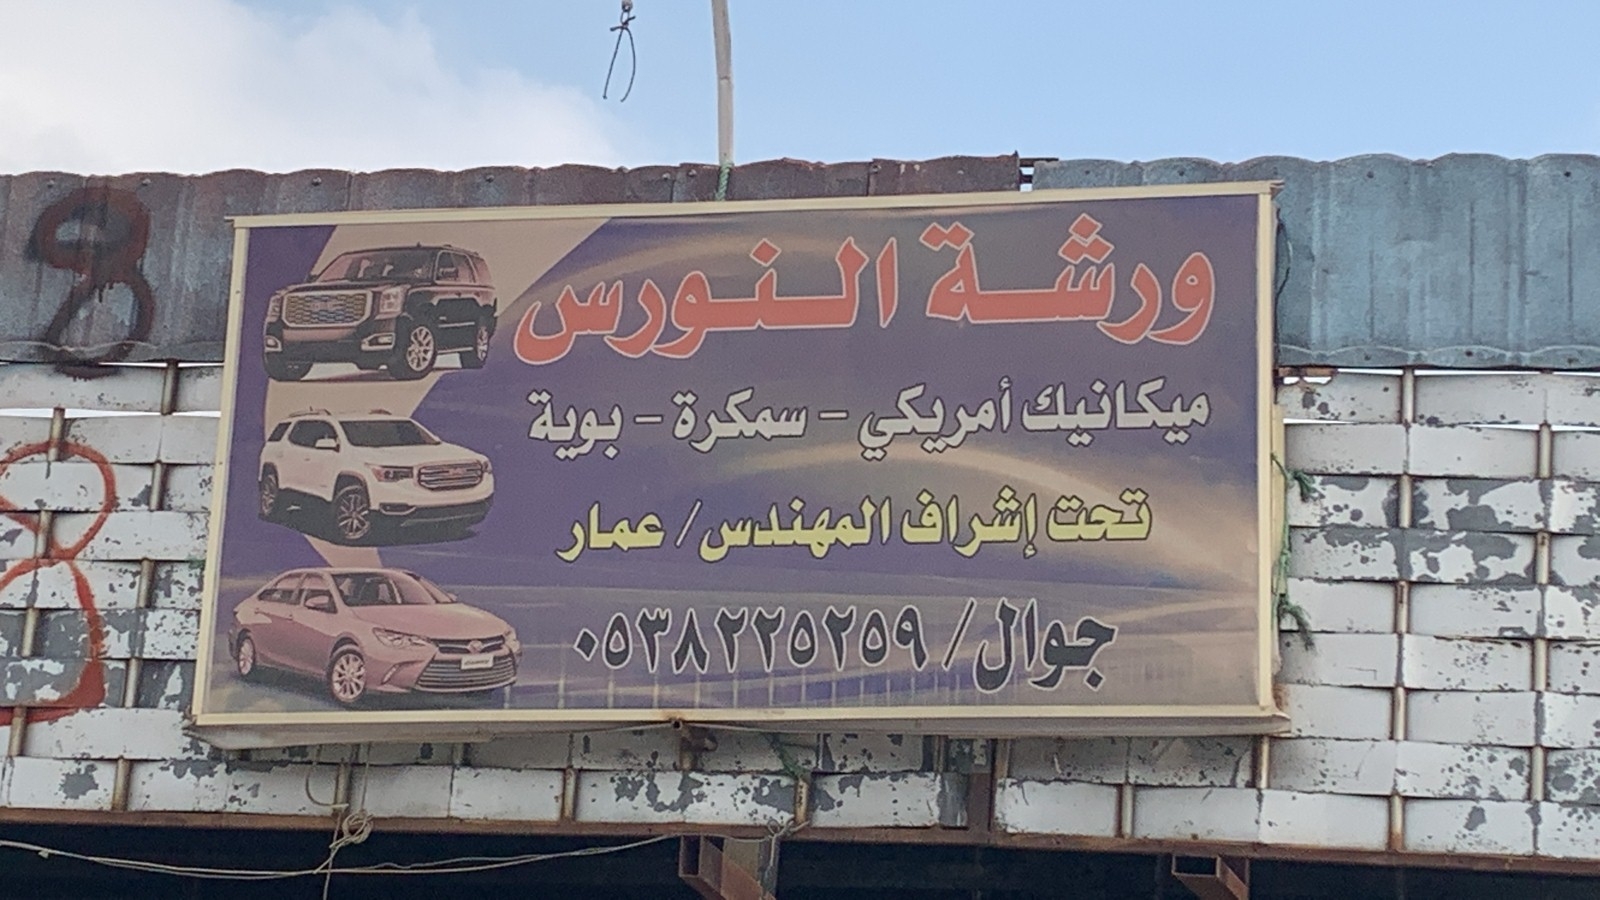 ورشة النورس
ميكانيك أمريكي - سمكرة - بوية
تحت إشراف المهندس / عمار
جوال / ٠٥٣٨٢٢٥٢٥٩